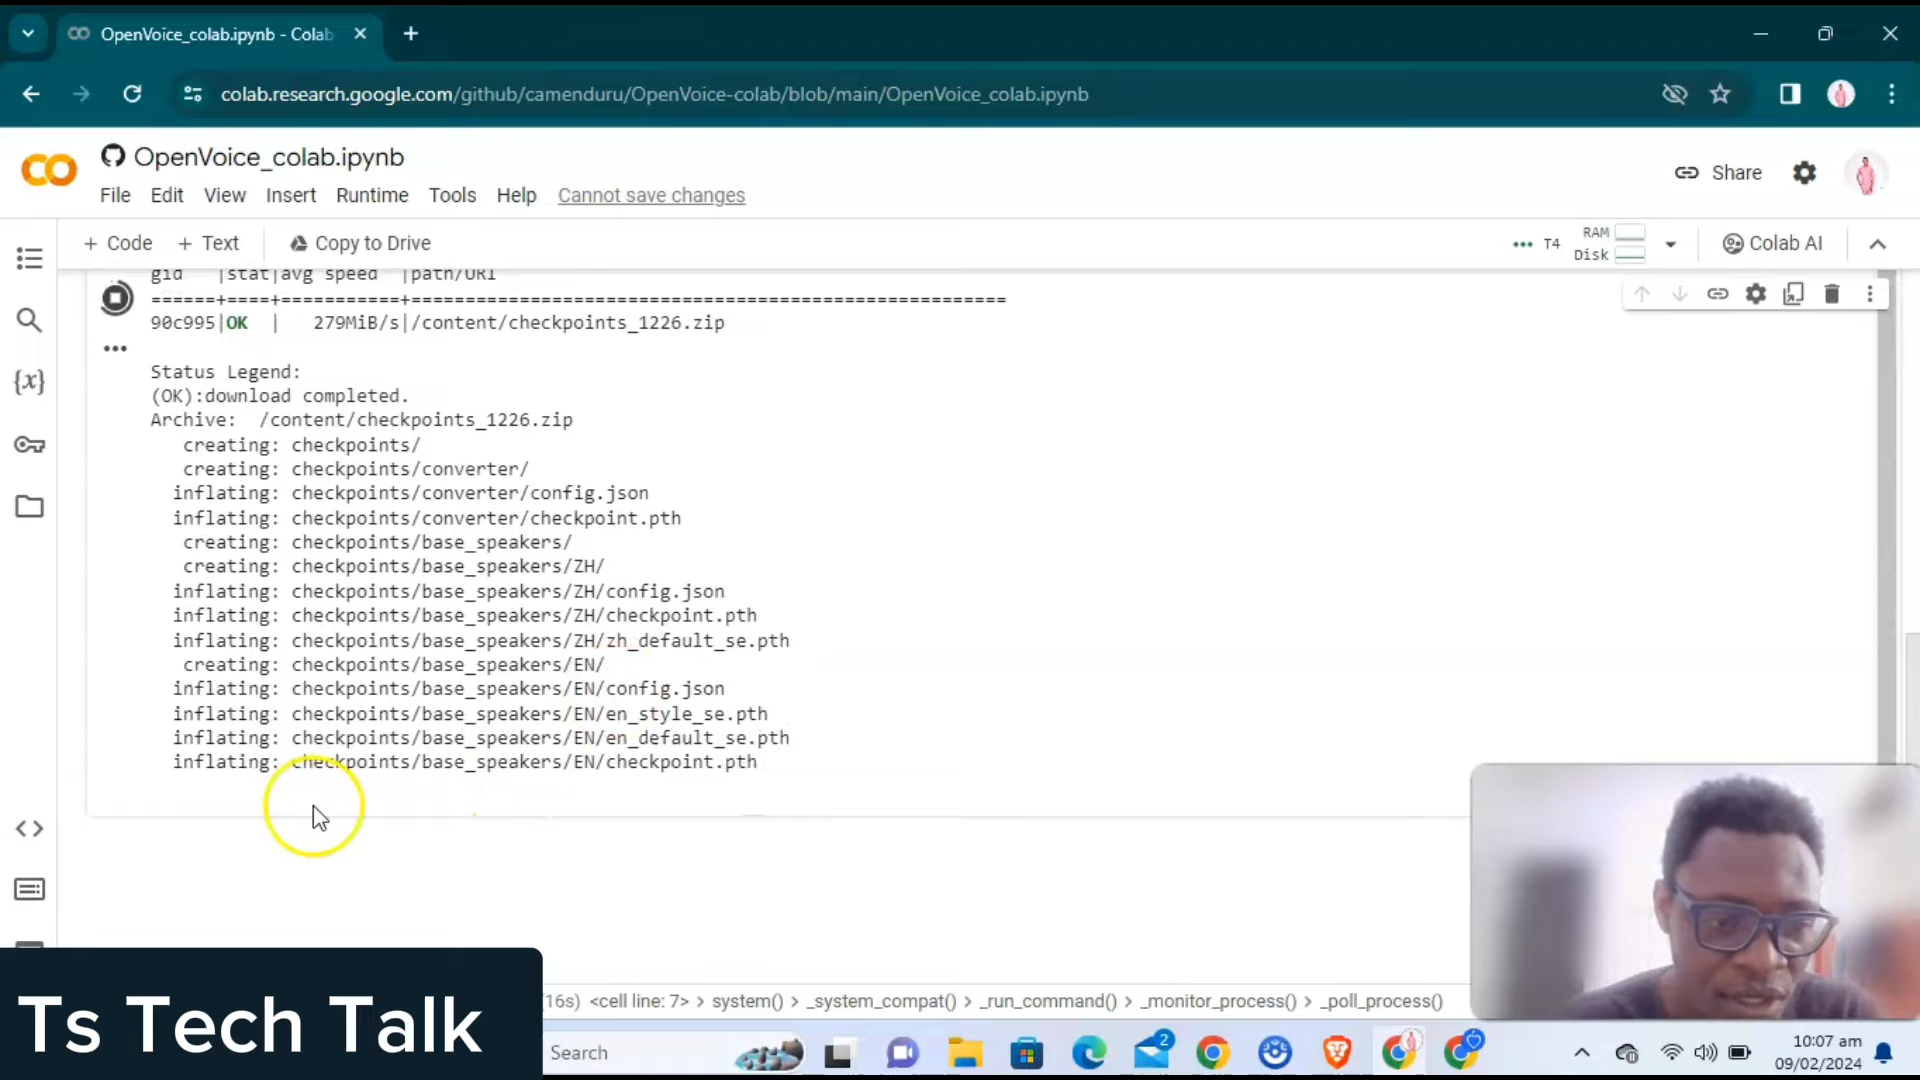 OpenVoice_colab.ipynb - Colab
colab.research.google.com/github/camenduru/OpenVoice-colab/blob/main/OpenVoice_colab.ipynb
OpenVoice_colab.ipynb
Share
File Edit View Insert Runtime Tools Help Cannot save changes
+ Code + Text Copy to Drive
T4 RAM Disk Colab AI
gid |stat|avg speed |path/URI
======+====+===========+=======================================================
90c995|OK | 279MiB/s|/content/checkpoints_1226.zip
Status Legend:
(OK):download completed.
Archive: /content/checkpoints_1226.zip
creating: checkpoints/
creating: checkpoints/converter/
inflating: checkpoints/converter/config.json
inflating: checkpoints/converter/checkpoint.pth
creating: checkpoints/base_speakers/
creating: checkpoints/base_speakers/ZH/
inflating: checkpoints/base_speakers/ZH/config.json
inflating: checkpoints/base_speakers/ZH/checkpoint.pth
inflating: checkpoints/base_speakers/ZH/zh_default_se.pth
creating: checkpoints/base_speakers/EN/
inflating: checkpoints/base_speakers/EN/config.json
inflating: checkpoints/base_speakers/EN/en_style_se.pth
inflating: checkpoints/base_speakers/EN/en_default_se.pth
inflating: checkpoints/base_speakers/EN/checkpoint.pth
(16s) <cell line: 7> > system() > _system_compat() > _run_command() > _monitor_process() > _poll_process()
Ts Tech Talk
Search
2
10:07 am
09/02/2024